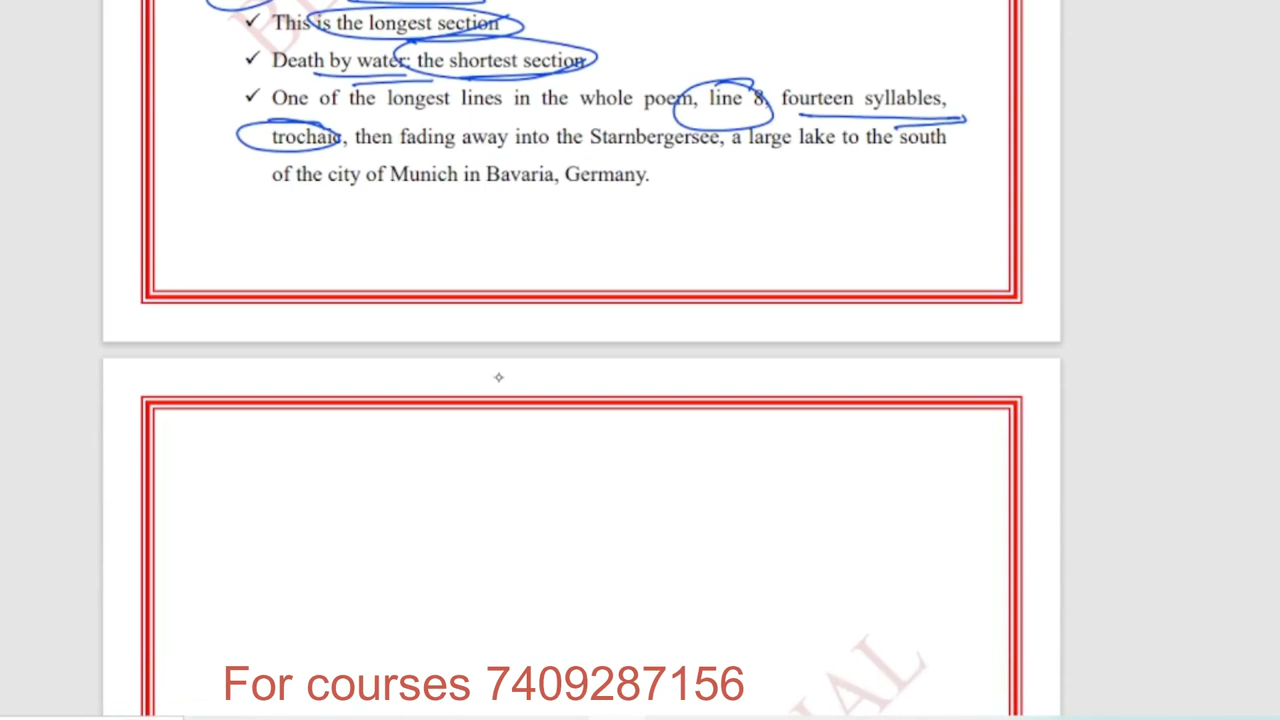 ✓ This is the longest section
✓ Death by water: the shortest section
✓ One of the longest lines in the whole poem, line 8, fourteen syllables,
trochaic, then fading away into the Starnbergersee, a large lake to the south
of the city of Munich in Bavaria, Germany.
For courses 7409287156